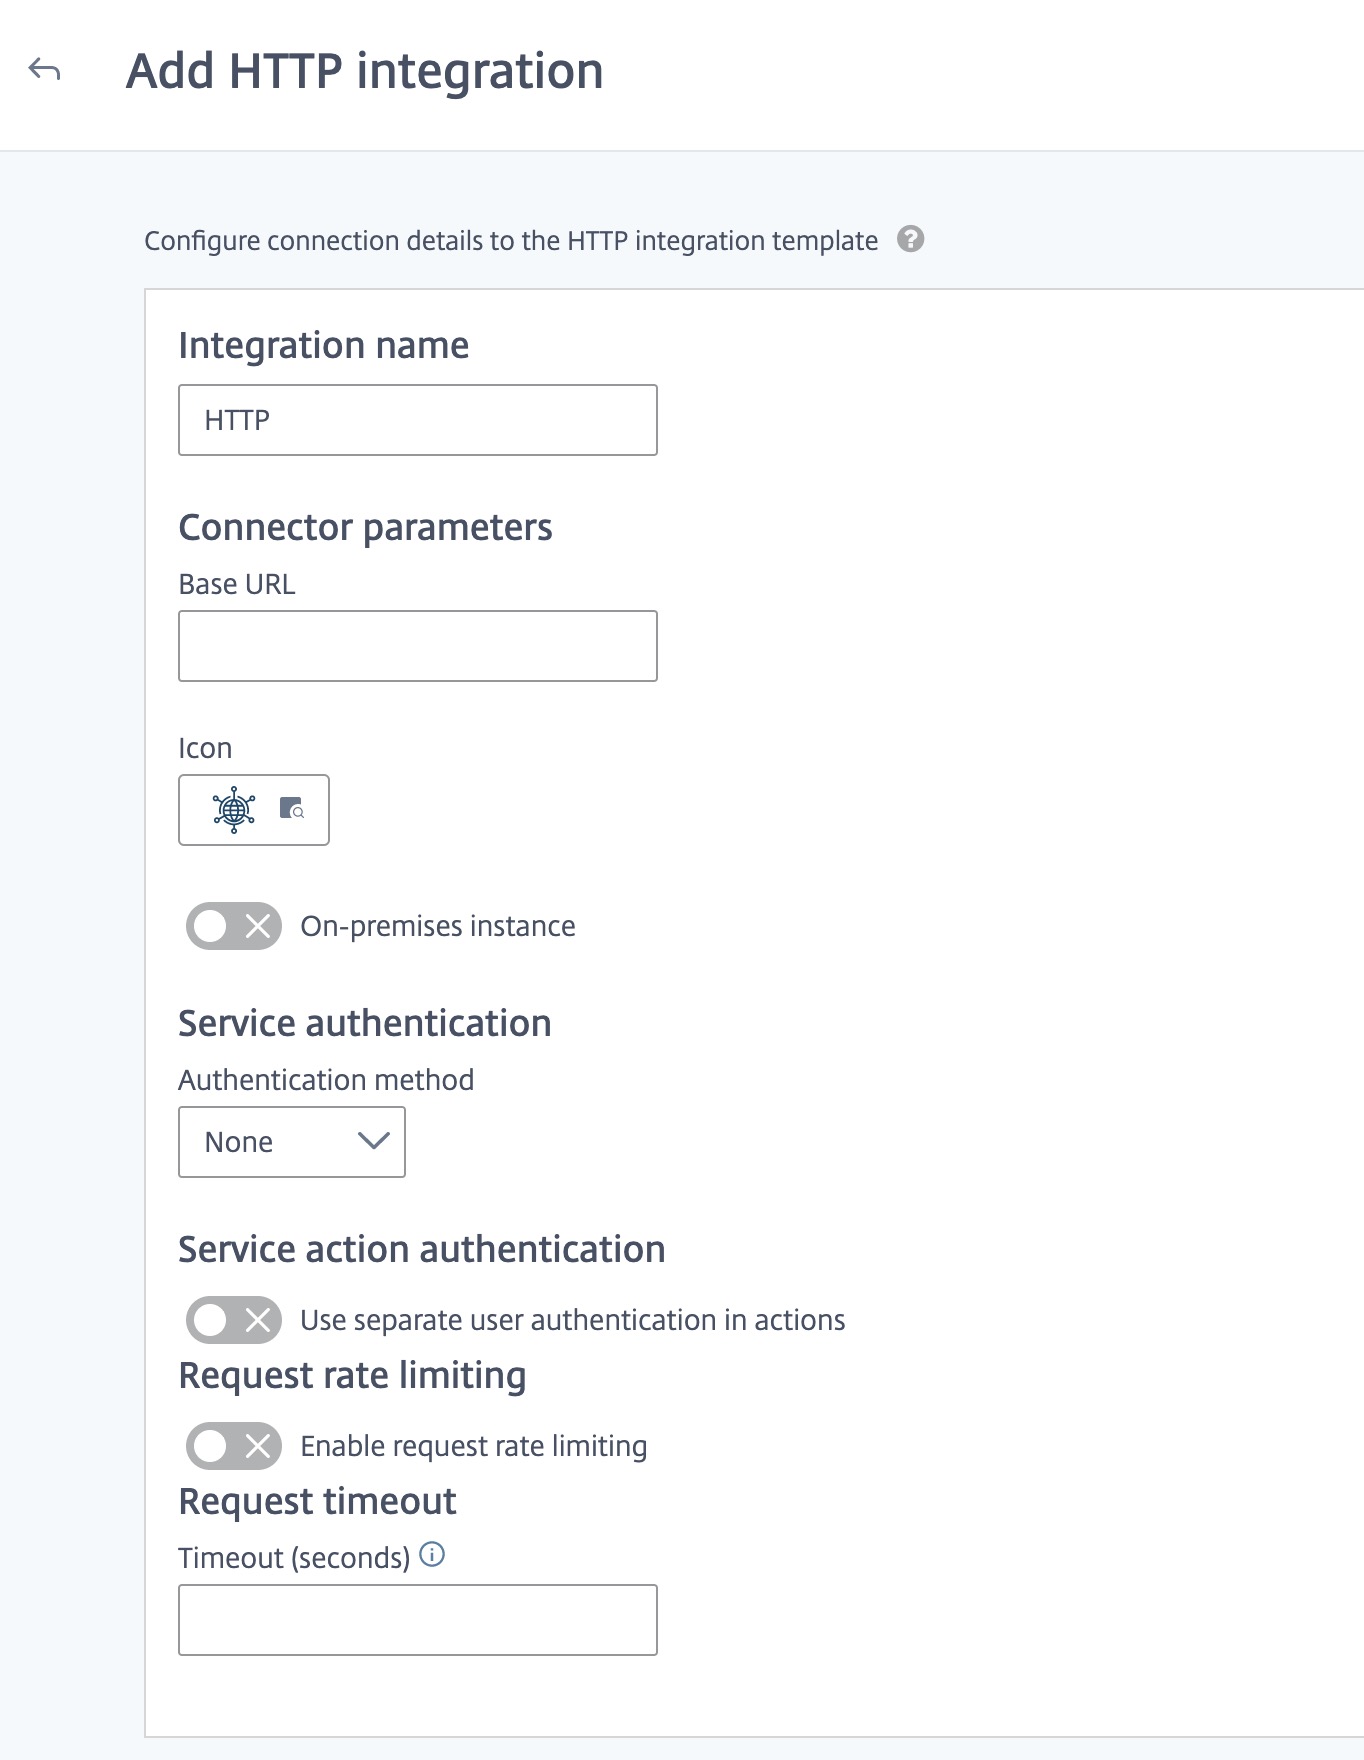 Add HTTP integration
Configure connection details to the HTTP integration template
Integration name
HTTP
Connector parameters
Base URL
Icon
On-premises instance
Service authentication
Authentication method
None
Service action authentication
Use separate user authentication in actions
Request rate limiting
Enable request rate limiting
Request timeout
Timeout (seconds)